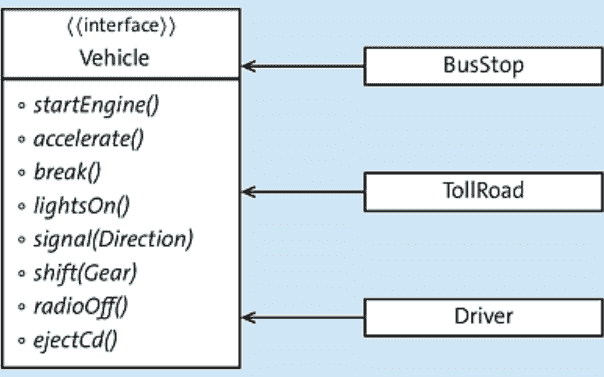 ⟨⟨interface⟩⟩
Vehicle
startEngine()
accelerate()
break()
lightsOn()
signal(Direction)
shift(Gear)
radioOff()
ejectCd()
BusStop
TollRoad
Driver